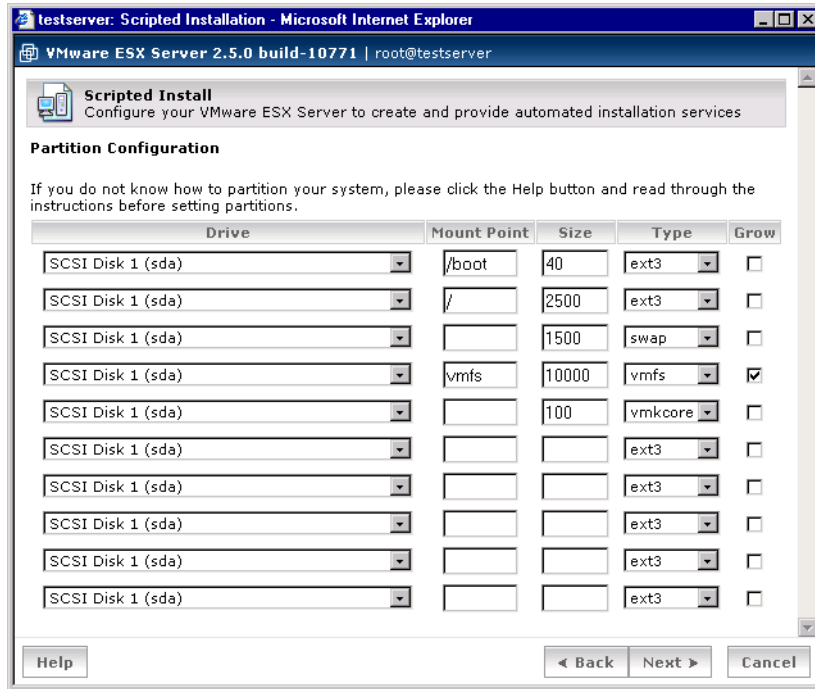 testserver: Scripted Installation - Microsoft Internet Explorer
VMware ESX Server 2.5.0 build-10771 | root@testserver
Scripted Install
Configure your VMware ESX Server to create and provide automated installation services
Partition Configuration
If you do not know how to partition your system, please click the Help button and read through the
instructions before setting partitions.
Drive Mount Point Size Type Grow
SCSI Disk 1 (sda) /boot 40 ext3
SCSI Disk 1 (sda) / 2500 ext3
SCSI Disk 1 (sda) 1500 swap
SCSI Disk 1 (sda) vmfs 10000 vmfs
SCSI Disk 1 (sda) 100 vmkcore
SCSI Disk 1 (sda) ext3
SCSI Disk 1 (sda) ext3
SCSI Disk 1 (sda) ext3
SCSI Disk 1 (sda) ext3
SCSI Disk 1 (sda) ext3
Help Back Next Cancel